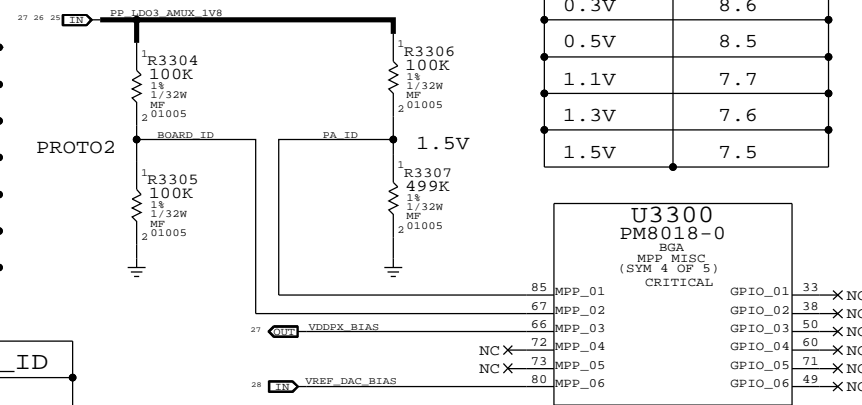 27 26 25 IN PP_LDO3_AMUX_1V8
0.3V 8.6
0.5V 8.5
1.1V 7.7
1.3V 7.6
1.5V 7.5
1
R3304
100K
1%
1/32W
MF
2 01005
1
R3306
100K
1%
1/32W
MF
2 01005
PROTO2
BOARD_ID
PA_ID
1.5V
1
R3305
100K
1%
1/32W
MF
2 01005
1
R3307
499K
1%
1/32W
MF
2 01005
U3300
PM8018-0
BGA
MPP MISC
(SYM 4 OF 5)
CRITICAL
85 MPP_01 GPIO_01 33 NC
67 MPP_02 GPIO_02 38 NC
27 OUT VDDPX_BIAS 66 MPP_03 GPIO_03 50 NC
NC 72 MPP_04 GPIO_04 60 NC
NC 73 MPP_05 GPIO_05 71 NC
28 IN VREF_DAC_BIAS 80 MPP_06 GPIO_06 49 NC
_ID